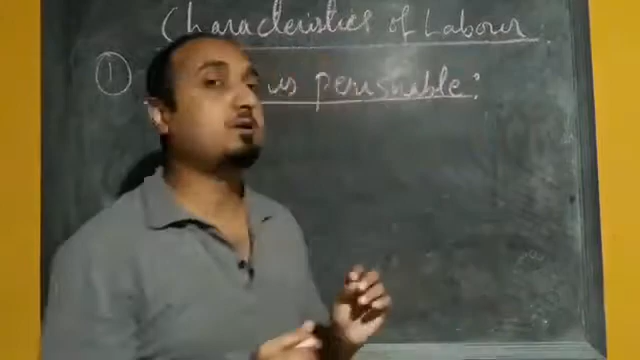 Characteristics of Labour
① is perishable :